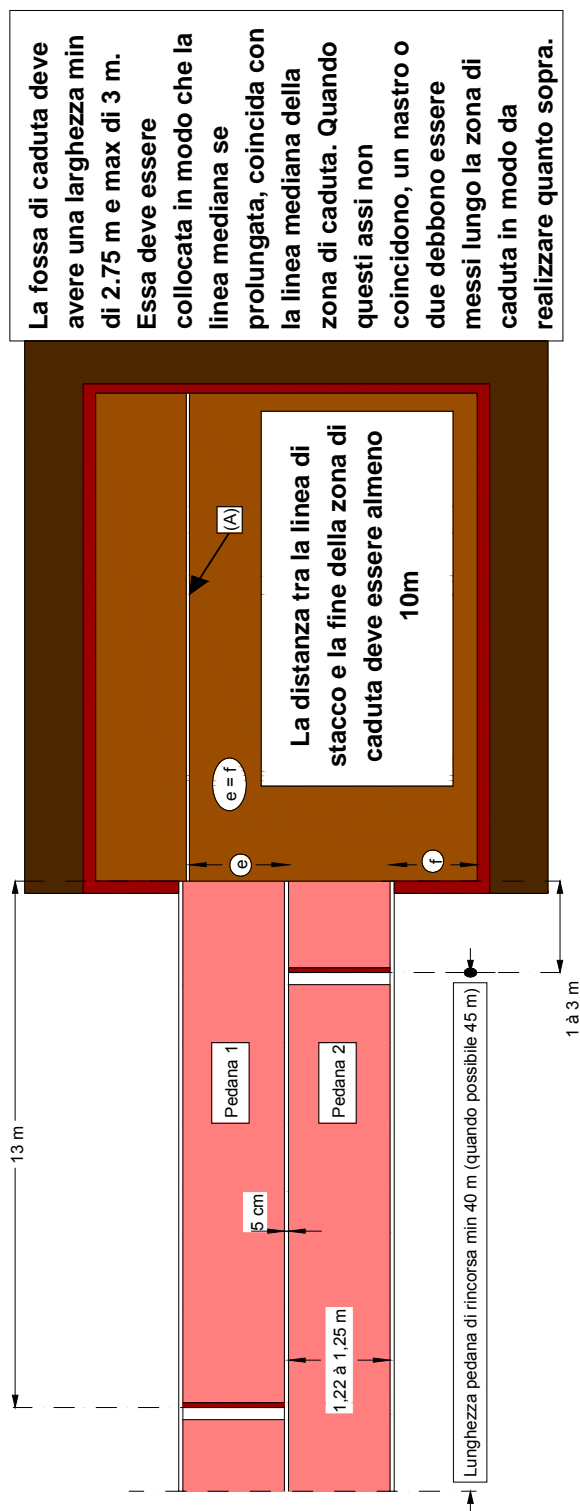 La fossa di caduta deve
avere una larghezza min
di 2.75 m e max di 3 m.
Essa deve essere
collocata in modo che la
linea mediana se
prolungata, coincida con
la linea mediana della
zona di caduta. Quando
questi assi non
coincidono, un nastro o
due debbono essere
messi lungo la zona di
caduta in modo da
realizzare quanto sopra.
(A)
La distanza tra la linea di
stacco e la fine della zona di
caduta deve essere almeno
10m
e = f
e
f
13 m
Pedana 1
Pedana 2
5 cm
1,22 à 1,25 m
Lunghezza pedana di rincorsa min 40 m (quando possibile 45 m)
1 à 3 m